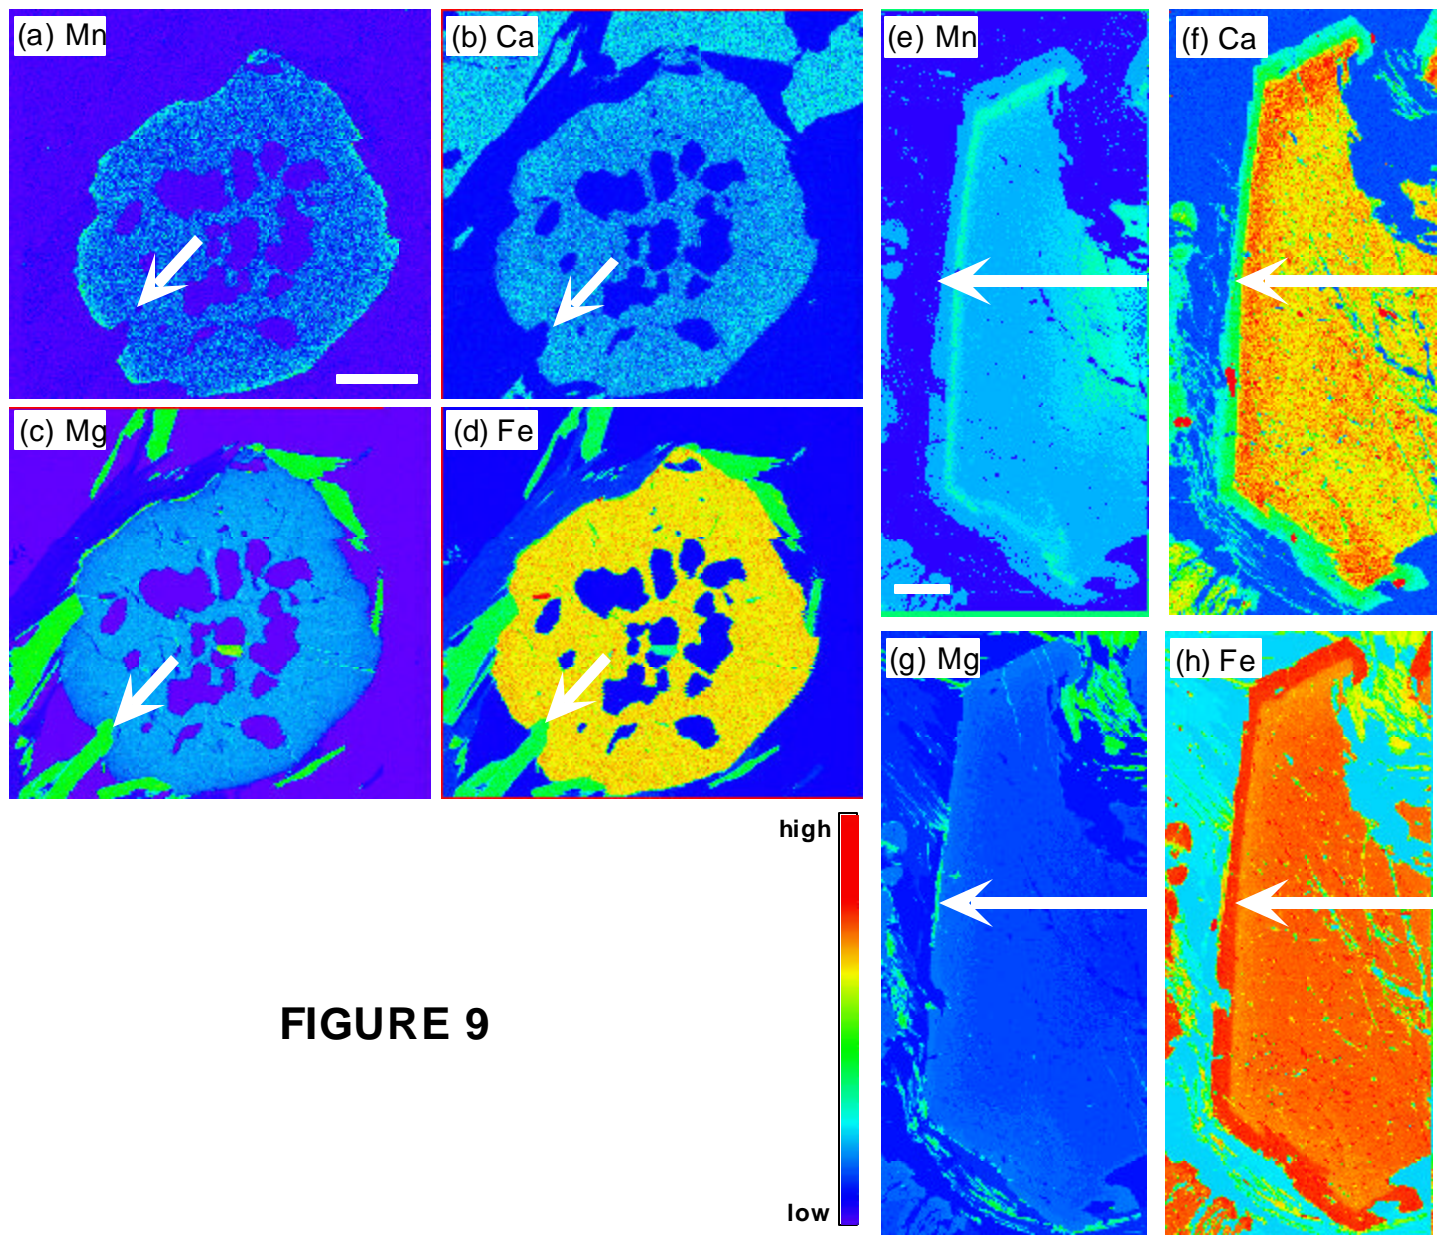 (a) Mn
(b) Ca
(c) Mg
(d) Fe
(e) Mn
(f) Ca
(g) Mg
(h) Fe
high
low
FIGURE 9